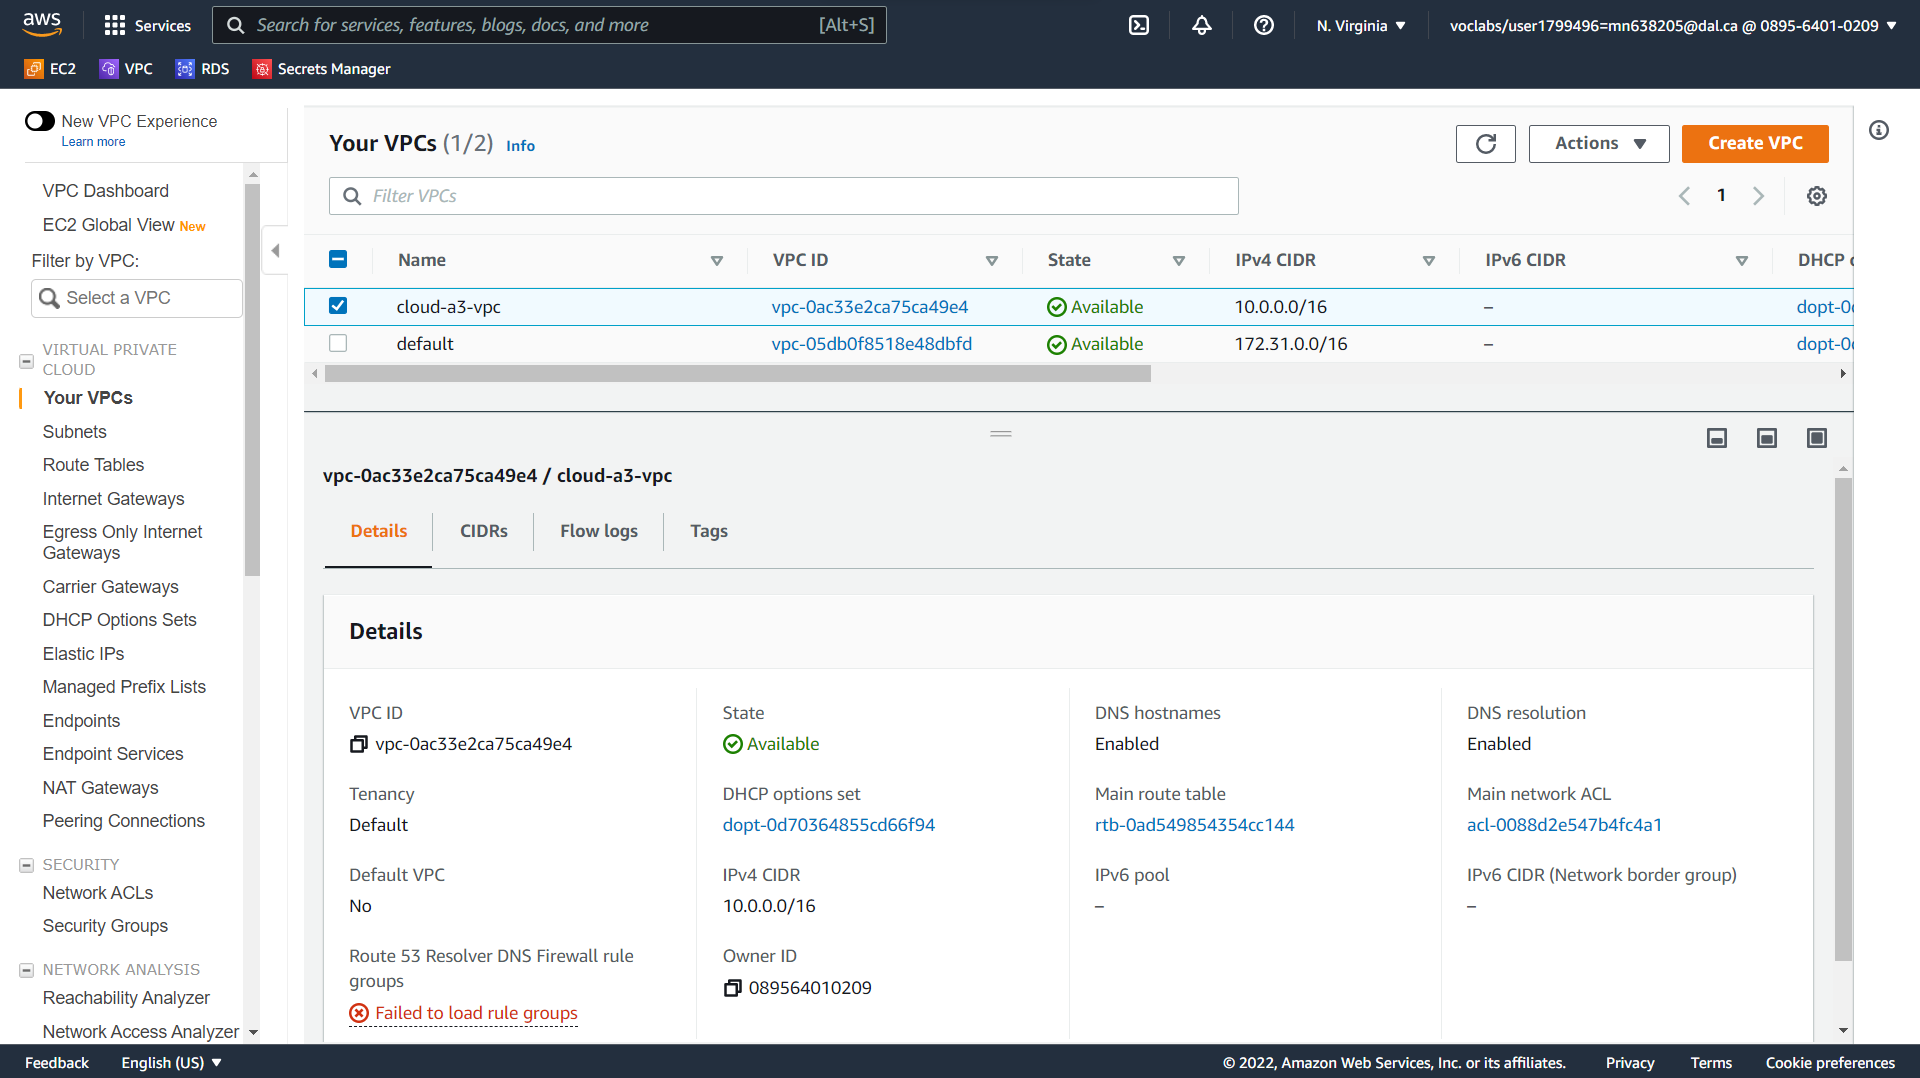 aws
Services
Search for services, features, blogs, docs, and more
[Alt+S]
N. Virginia
voclabs/user1799496=mn638205@dal.ca @ 0895-6401-0209
EC2
VPC
RDS
Secrets Manager
New VPC Experience
Learn more
VPC Dashboard
EC2 Global View New
Filter by VPC:
Select a VPC
VIRTUAL PRIVATE
CLOUD
Your VPCs
Subnets
Route Tables
Internet Gateways
Egress Only Internet
Gateways
Carrier Gateways
DHCP Options Sets
Elastic IPs
Managed Prefix Lists
Endpoints
Endpoint Services
NAT Gateways
Peering Connections
SECURITY
Network ACLs
Security Groups
NETWORK ANALYSIS
Reachability Analyzer
Network Access Analyzer
Your VPCs (1/2) Info
Actions
Create VPC
Filter VPCs
1
Name VPC ID State IPv4 CIDR IPv6 CIDR DHCP
cloud-a3-vpc vpc-0ac33e2ca75ca49e4 Available 10.0.0.0/16 – dopt-0
default vpc-05db0f8518e48dbfd Available 172.31.0.0/16 – dopt-0
vpc-0ac33e2ca75ca49e4 / cloud-a3-vpc
Details CIDRs Flow logs Tags
Details
VPC ID
vpc-0ac33e2ca75ca49e4
State
Available
DNS hostnames
Enabled
DNS resolution
Enabled
Tenancy
Default
DHCP options set
dopt-0d70364855cd66f94
Main route table
rtb-0ad549854354cc144
Main network ACL
acl-0088d2e547b4fc4a1
Default VPC
No
IPv4 CIDR
10.0.0.0/16
IPv6 pool
–
IPv6 CIDR (Network border group)
–
Route 53 Resolver DNS Firewall rule
groups
Failed to load rule groups
Owner ID
089564010209
Feedback
English (US)
© 2022, Amazon Web Services, Inc. or its affiliates.
Privacy
Terms
Cookie preferences